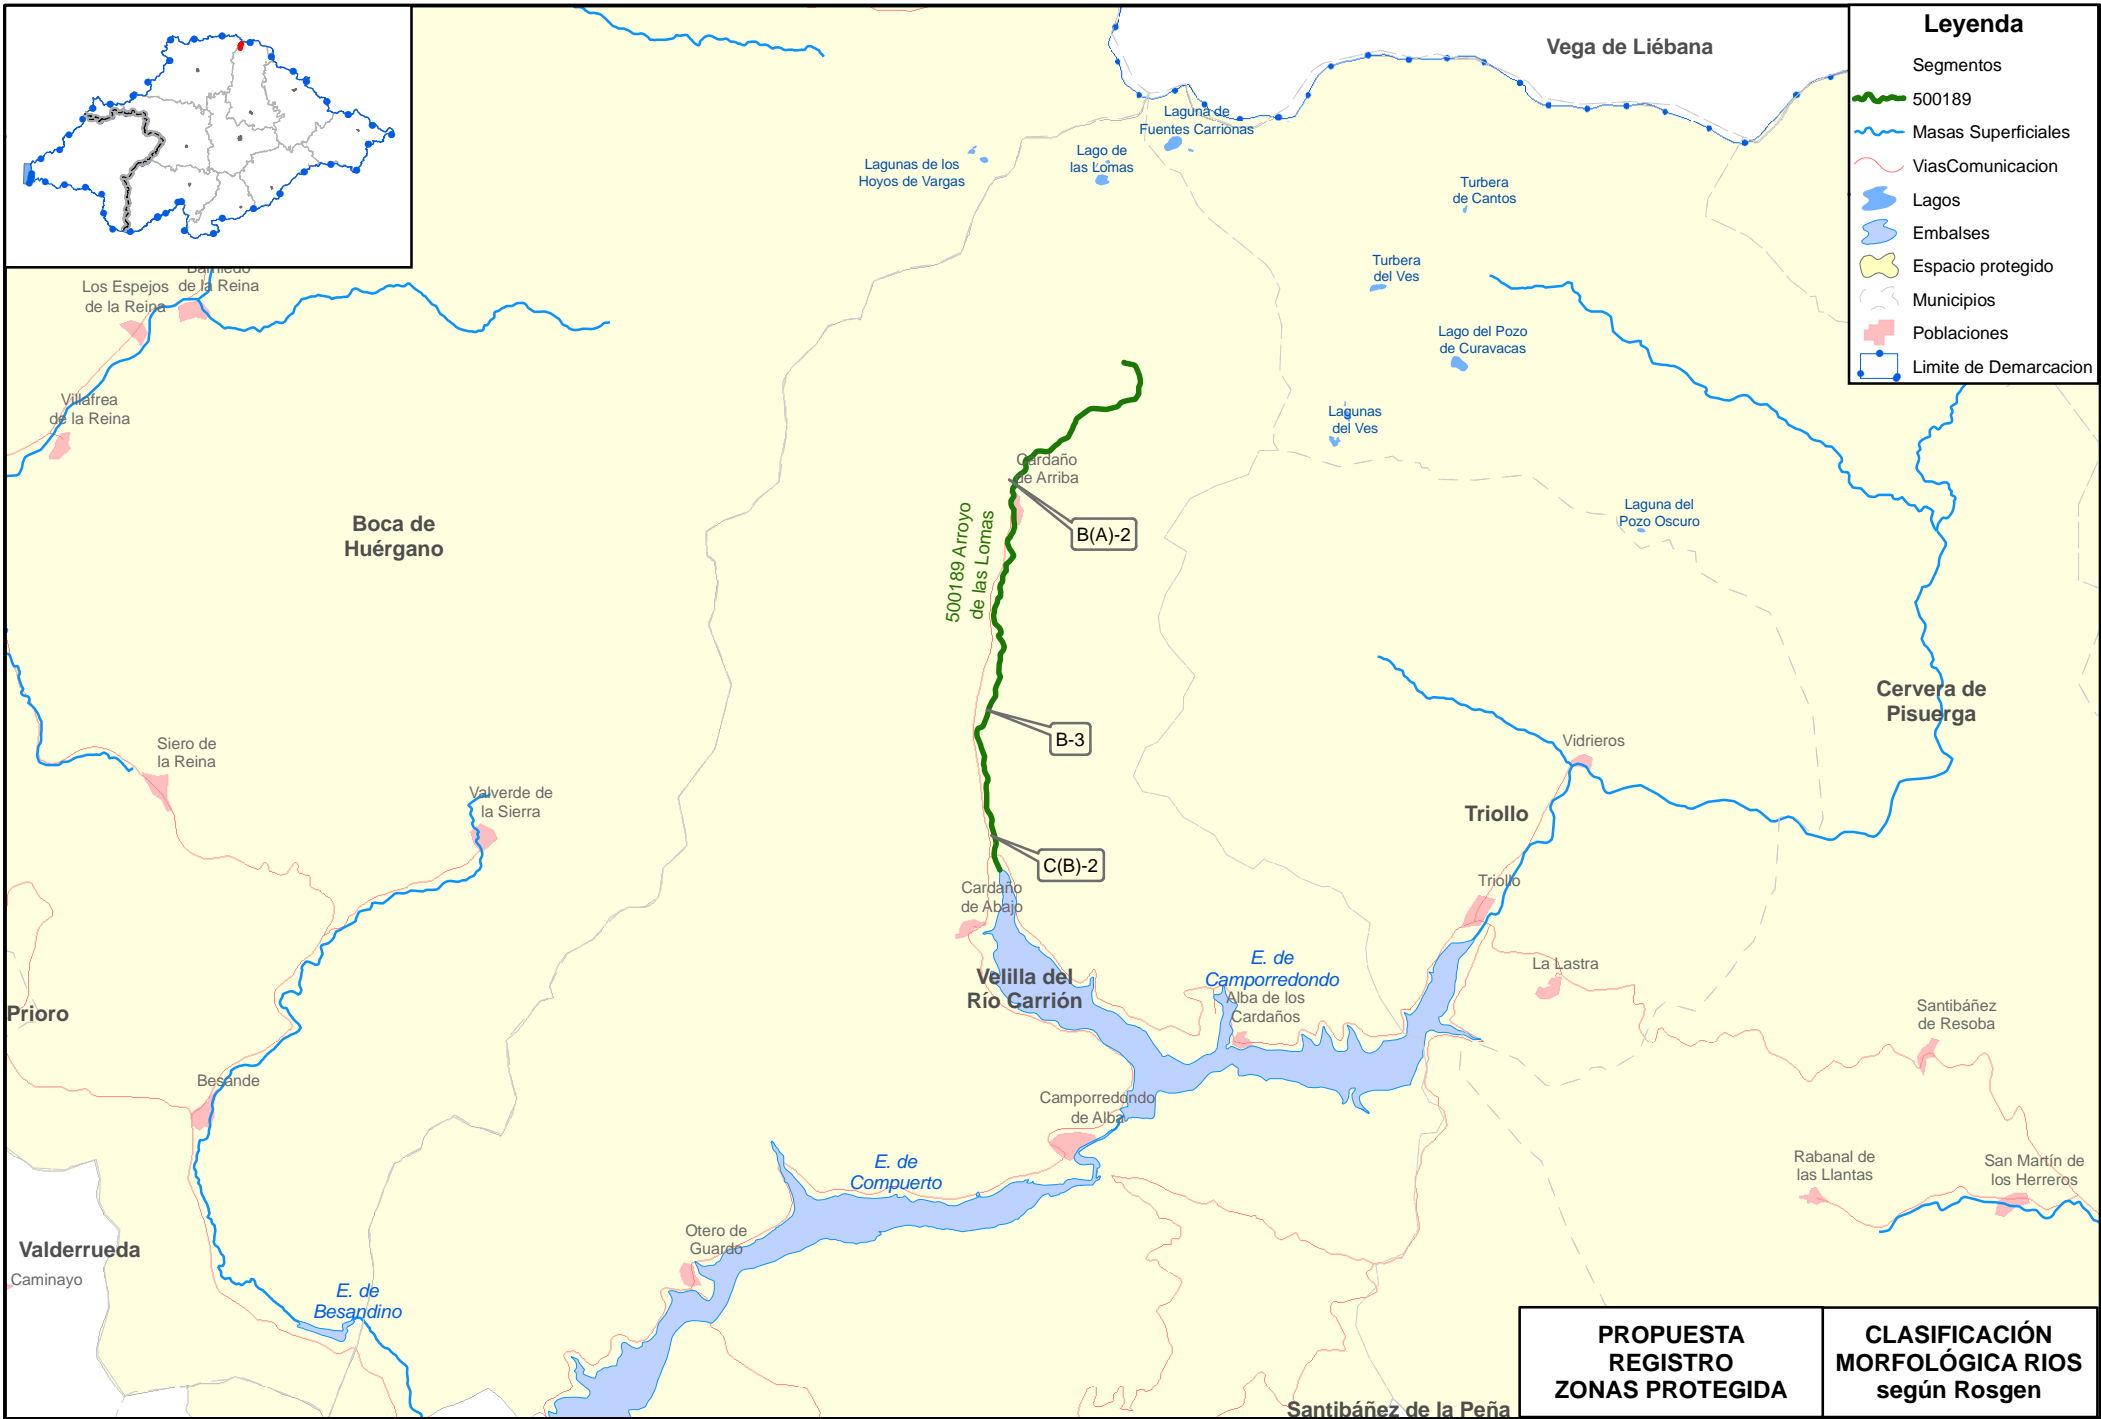 Leyenda
Segmentos
500189
Masas Superficiales
ViasComunicacion
Lagos
Embalses
Espacio protegido
Municipios
Poblaciones
Limite de Demarcacion
Vega de Liébana
Laguna de
Fuentes Carrionas
Lago de
las Lomas
Lagunas de los
Hoyos de Vargas
Turbera
de Cantos
Turbera
del Ves
Lago del Pozo
de Curavacas
Lagunas
del Ves
Laguna del
Pozo Oscuro
Barniedo
de la Reina
Los Espejos
de la Reina
Villafrea
de la Reina
Boca de
Huérgano
Cardaño
de Arriba
B(A)-2
500189 Arroyo
de las Lomas
B-3
C(B)-2
Siero de
la Reina
Valverde de
la Sierra
Cervera de
Pisuerga
Vidrieros
Triollo
Triollo
Cardaño
de Abajo
Velilla del
Río Carrión
E. de
Camporredondo
Alba de los
Cardaños
La Lastra
Santibáñez
de Resoba
Prioro
Besande
Camporredondo
de Alba
E. de
Compuerto
Rabanal de
las Llantas
San Martín de
los Herreros
Otero de
Guardo
Valderrueda
Caminayo
E. de
Besandino
Santibáñez de la Peña
PROPUESTA
REGISTRO
ZONAS PROTEGIDA
CLASIFICACIÓN
MORFOLÓGICA RIOS
según Rosgen